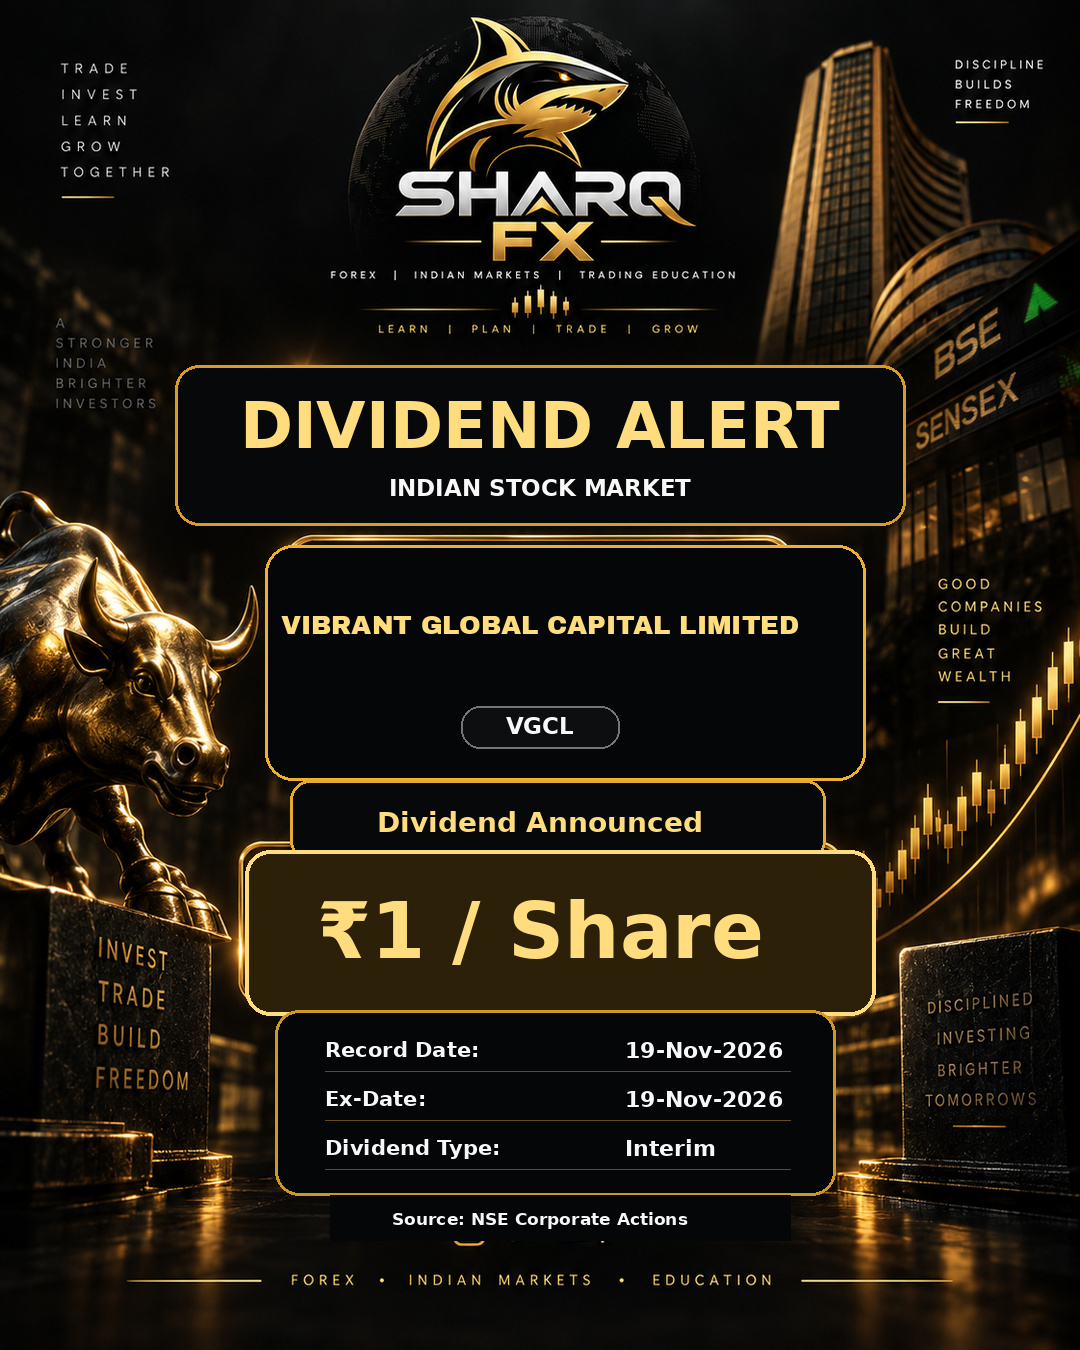 TRADE
INVEST
LEARN
GROW
TOGETHER
DISCIPLINE
BUILDS
FREEDOM
SHARQ
FX
FOREX | INDIAN MARKETS | TRADING EDUCATION
LEARN | PLAN | TRADE | GROW
A
STRONGER
INDIA
BRIGHTER
INVESTORS
BSE
SENSEX
DIVIDEND ALERT
INDIAN STOCK MARKET
VIBRANT GLOBAL CAPITAL LIMITED
VGCL
GOOD
COMPANIES
BUILD
GREAT
WEALTH
Dividend Announced
₹1 / Share
INVEST
TRADE
BUILD
FREEDOM
DISCIPLINED
INVESTING
BRIGHTER
TOMORROWS
Record Date: 19-Nov-2026
Ex-Date: 19-Nov-2026
Dividend Type: Interim
Source: NSE Corporate Actions
FOREX • INDIAN MARKETS • EDUCATION